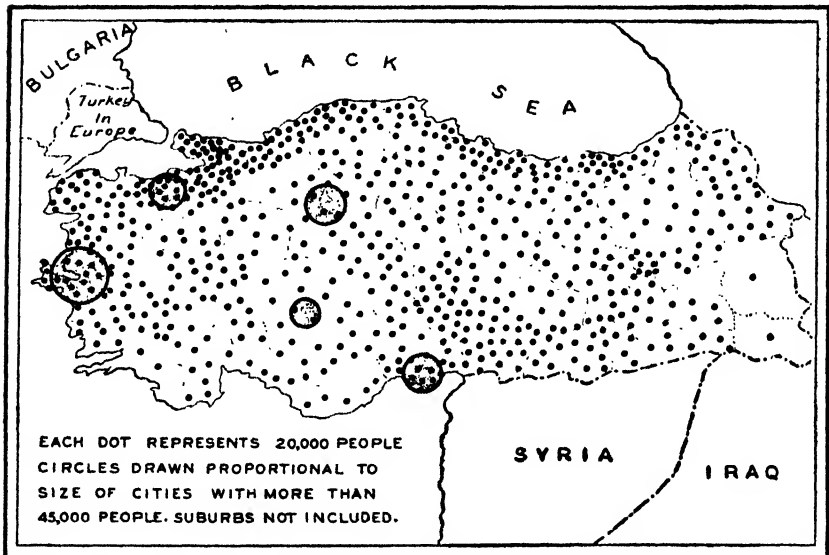 BULGARIA
BLACK SEA
Turkey
In
Europe
EACH DOT REPRESENTS 20,000 PEOPLE
CIRCLES DRAWN PROPORTIONAL TO
SIZE OF CITIES WITH MORE THAN
45,000 PEOPLE. SUBURBS NOT INCLUDED.
SYRIA
IRAQ